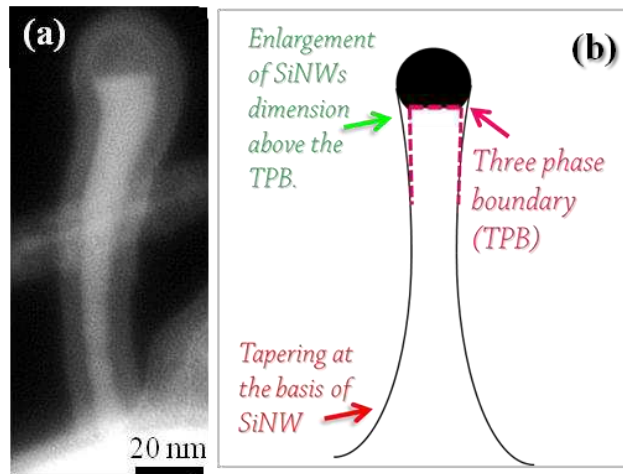 (a)
20 nm
(b)
Enlargement
of SiNWs
dimension
above the
TPB.
Three phase
boundary
(TPB)
Tapering at
the basis of
SiNW